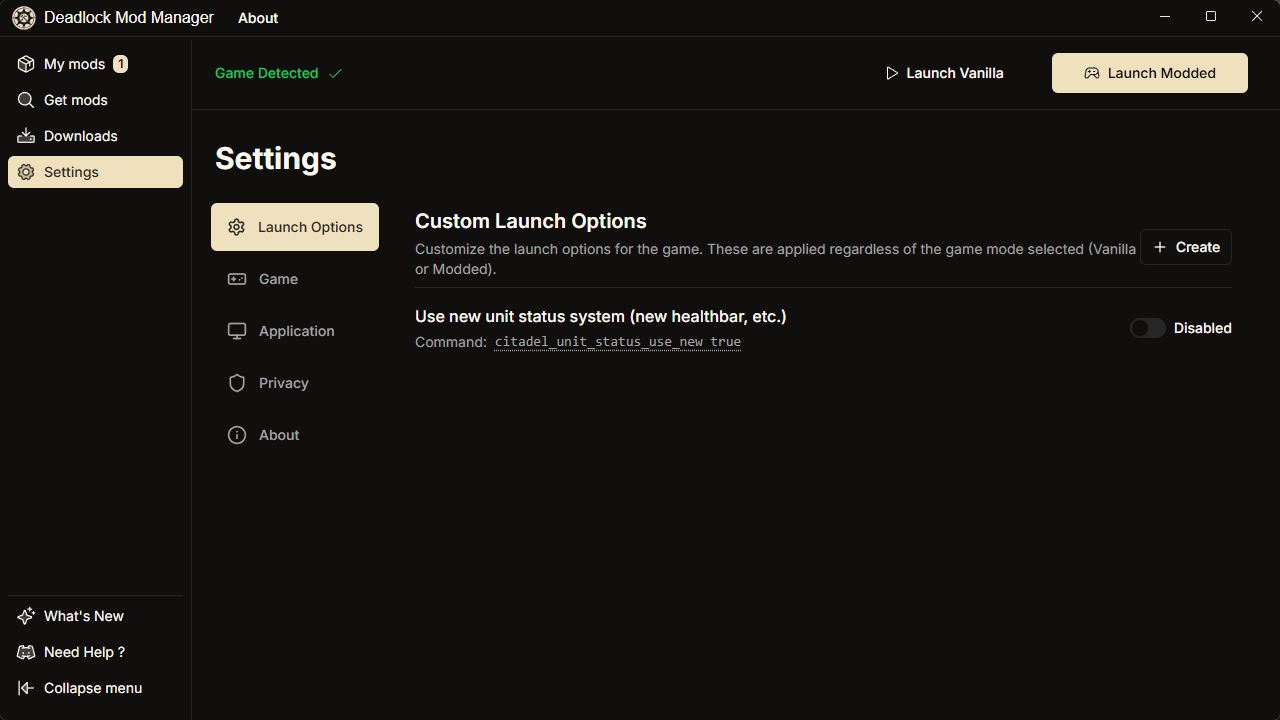 Deadlock Mod Manager About
My mods 1
Get mods
Downloads
Settings
Game Detected
Launch Vanilla
Launch Modded
Settings
Launch Options
Game
Application
Privacy
About
Custom Launch Options
Customize the launch options for the game. These are applied regardless of the game mode selected (Vanilla
or Modded).
Create
Use new unit status system (new healthbar, etc.)
Command: citadel_unit_status_use_new true
Disabled
What's New
Need Help ?
Collapse menu